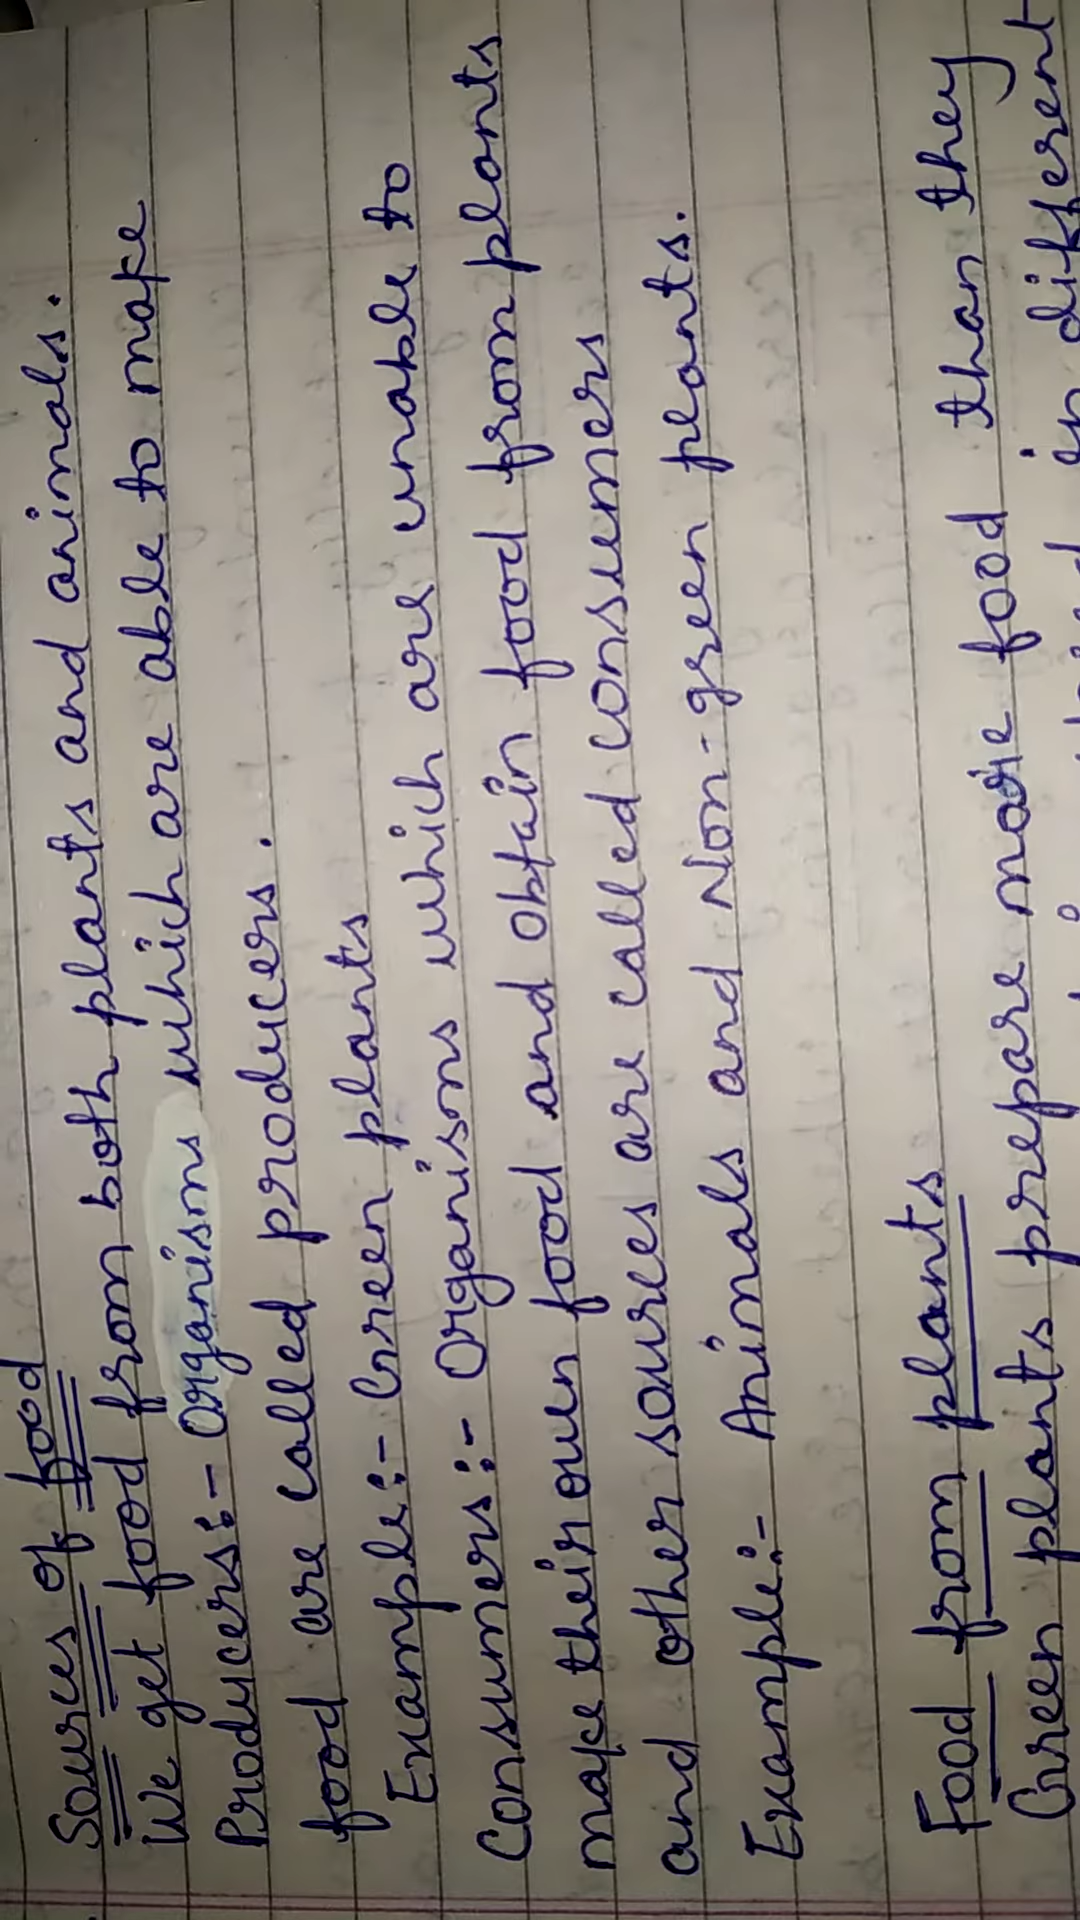 Sources of food
We get food from both plants and animals.
Producers:- Organisms which are able to make
food are called producers.
Example:- Green plants
Consumers:- Organisms which are unable to
make their own food and obtain food from plants
and other sources are called consumers
Example:- Animals and Non-green plants.
Food from plants
Green plants prepare more food than they
in different